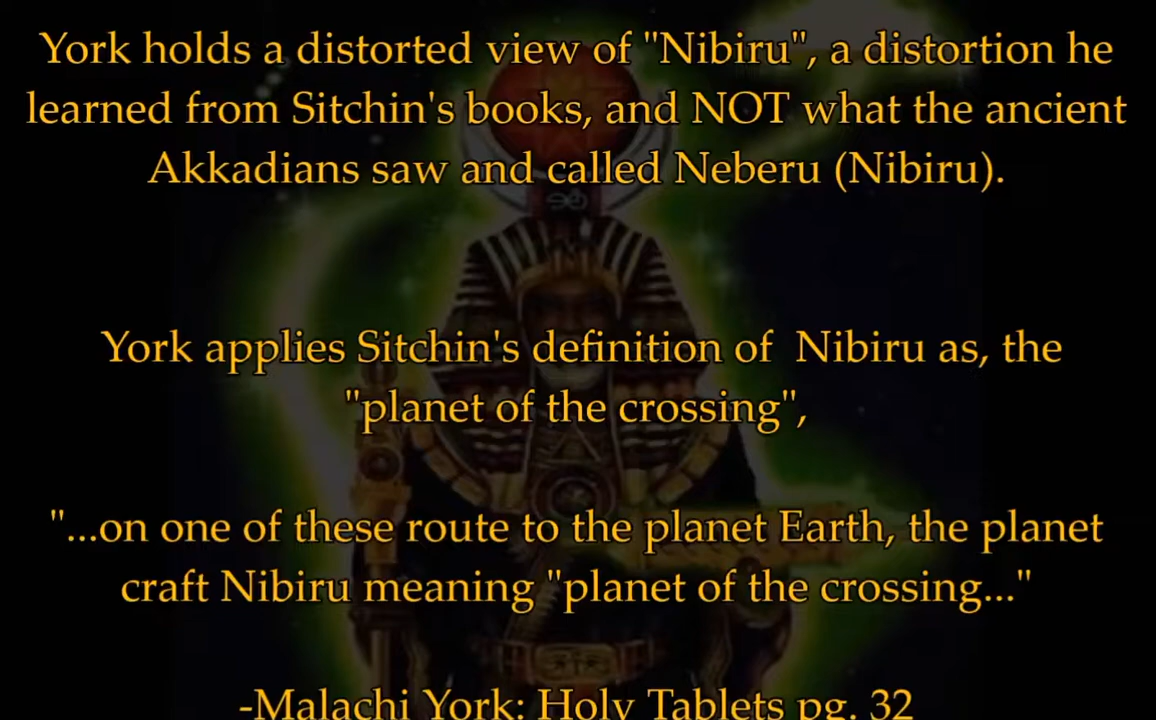 York holds a distorted view of "Nibiru", a distortion he
learned from Sitchin's books, and NOT what the ancient
Akkadians saw and called Neberu (Nibiru).
York applies Sitchin's definition of  Nibiru as, the
"planet of the crossing",
"...on one of these route to the planet Earth, the planet
craft Nibiru meaning "planet of the crossing..."
-Malachi York: Holy Tablets pg. 32